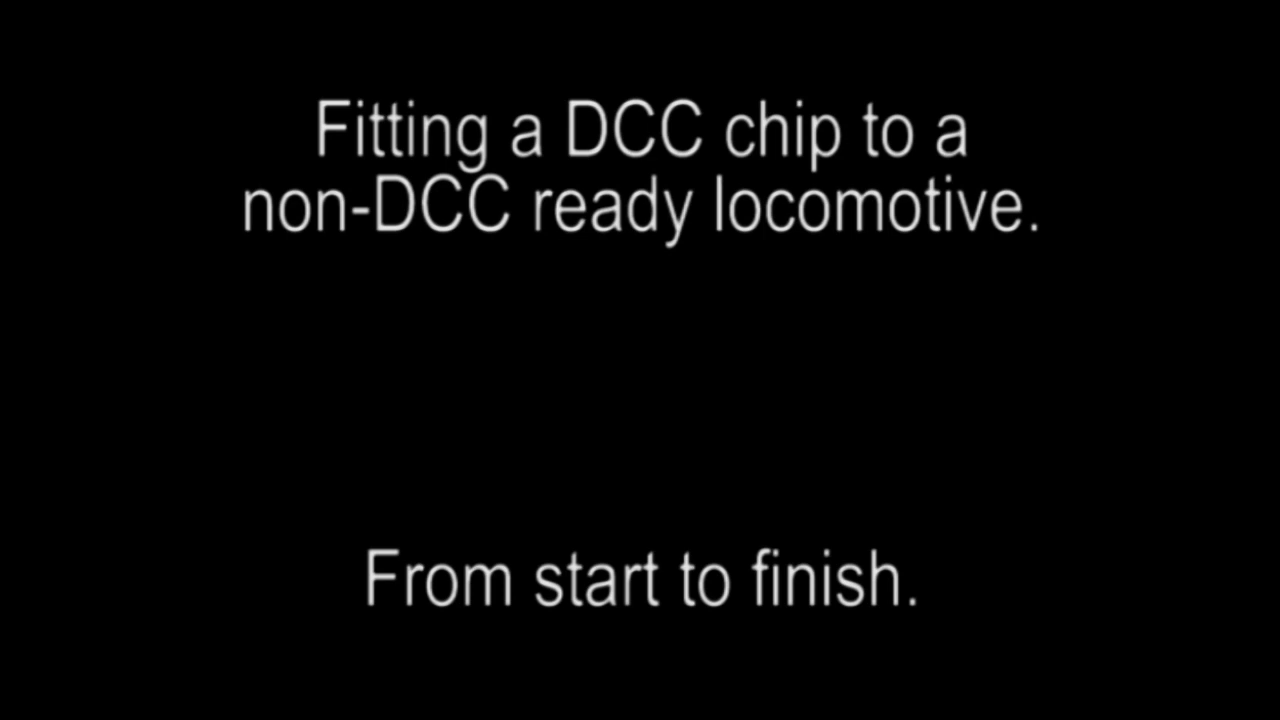 Fitting a DCC chip to a
non-DCC ready locomotive.
From start to finish.